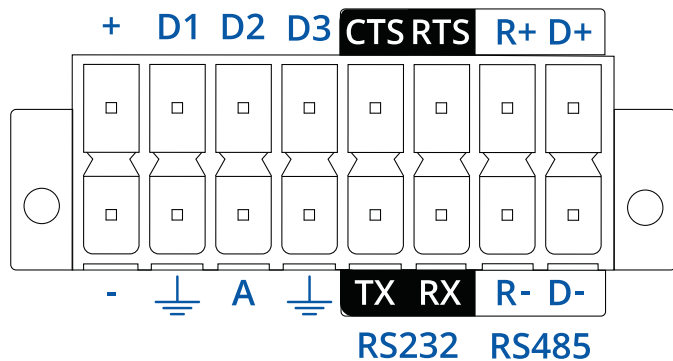 + D1 D2 D3 CTS RTS R+ D+
- A TX RX R- D-
RS232 RS485